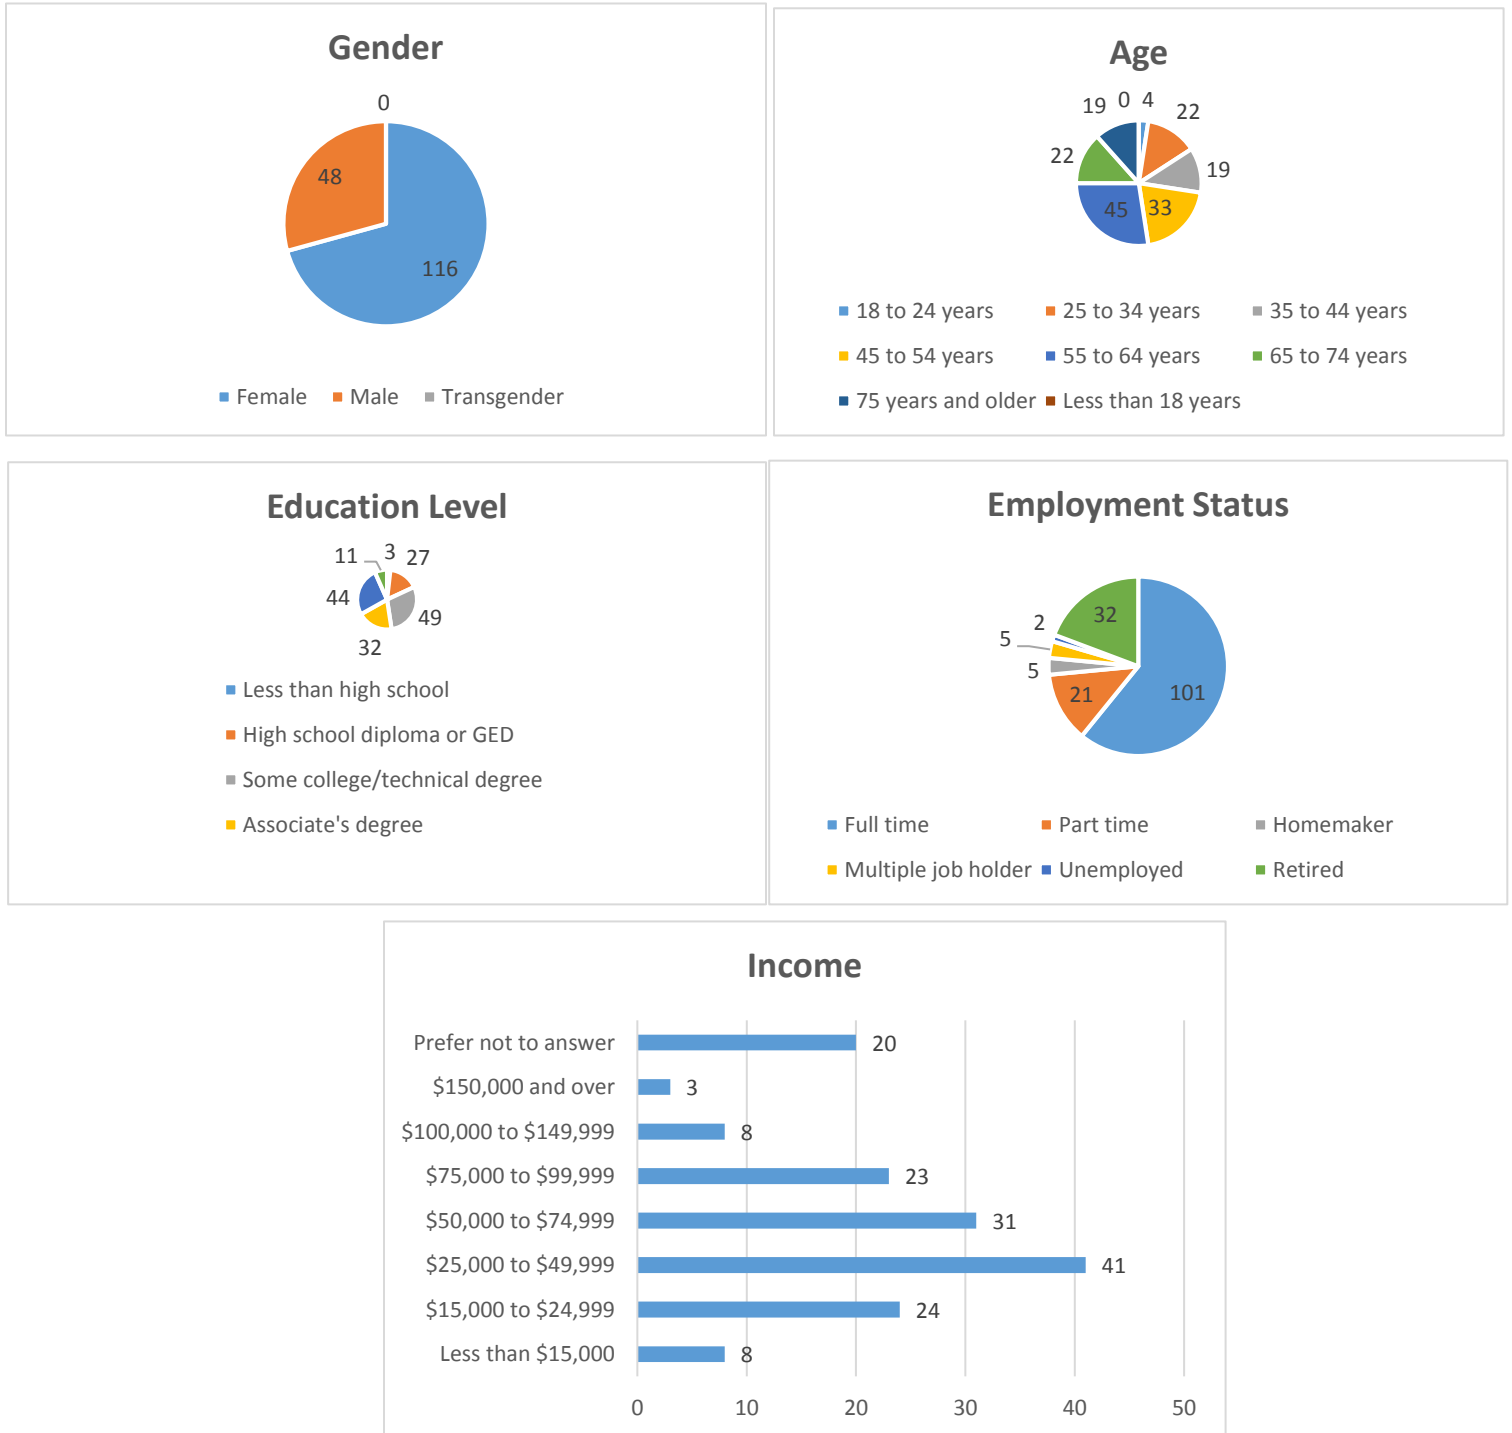 Gender
0
48
116
Female Male Transgender
Age
19 0 4 22
22 19
45 33
18 to 24 years 25 to 34 years 35 to 44 years
45 to 54 years 55 to 64 years 65 to 74 years
75 years and older Less than 18 years
Education Level
11 3 27
44 49
32
Less than high school
High school diploma or GED
Some college/technical degree
Associate's degree
Employment Status
32
2
5
5
21 101
Full time Part time Homemaker
Multiple job holder Unemployed Retired
Income
Prefer not to answer 20
$150,000 and over 3
$100,000 to $149,999 8
$75,000 to $99,999 23
$50,000 to $74,999 31
$25,000 to $49,999 41
$15,000 to $24,999 24
Less than $15,000 8
0 10 20 30 40 50